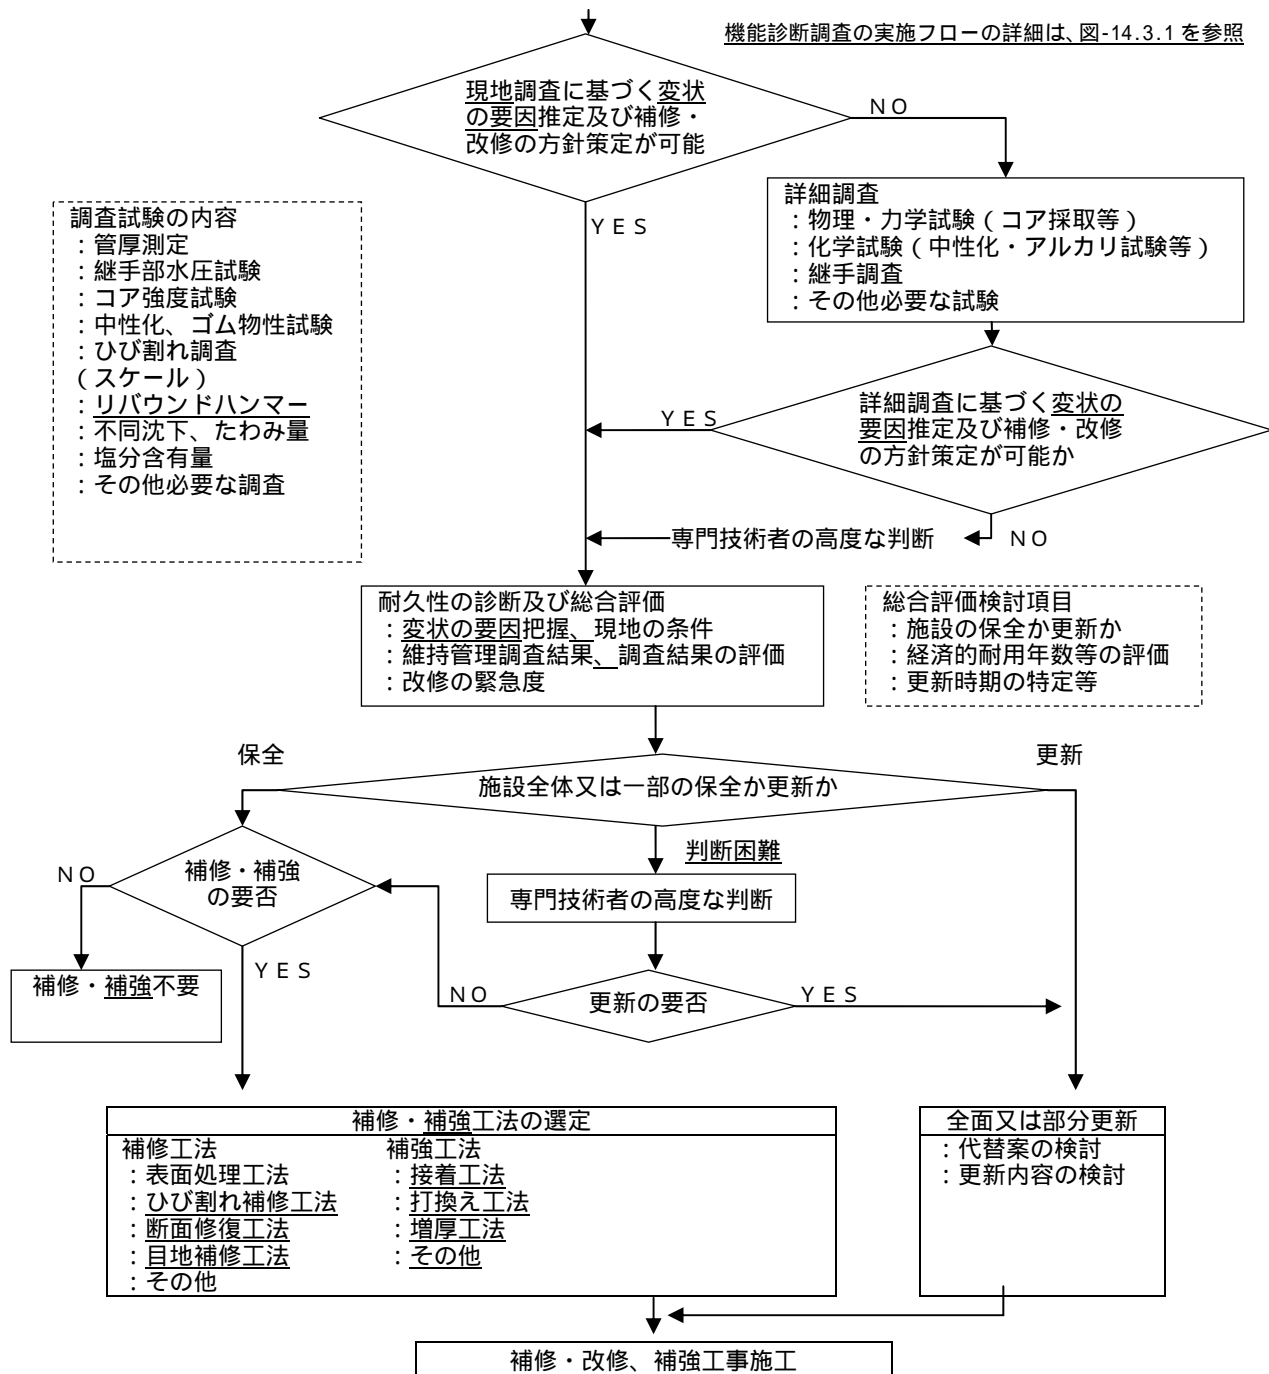 機能診断調査の実施フローの詳細は、図-14.3.1を参照
現地調査に基づく変状
の要因推定及び補修・
改修の方針策定が可能
NO
YES
詳細調査
:物理・力学試験(コア採取等)
:化学試験(中性化・アルカリ試験等)
:継手調査
:その他必要な試験
調査試験の内容
:管厚測定
:継手部水圧試験
:コア強度試験
:中性化、ゴム物性試験
:ひび割れ調査
(スケール)
:リバウンドハンマー
:不同沈下、たわみ量
:塩分含有量
:その他必要な調査
詳細調査に基づく変状の
要因推定及び補修・改修
の方針策定が可能か
YES
専門技術者の高度な判断
NO
耐久性の診断及び総合評価
:変状の要因把握、現地の条件
:維持管理調査結果、調査結果の評価
:改修の緊急度
総合評価検討項目
:施設の保全か更新か
:経済的耐用年数等の評価
:更新時期の特定等
保全
更新
施設全体又は一部の保全か更新か
判断困難
NO
補修・補強
の要否
専門技術者の高度な判断
YES
補修・補強不要
NO
更新の要否
YES
補修・補強工法の選定
補修工法
:表面処理工法
:ひび割れ補修工法
:断面修復工法
:目地補修工法
:その他
補強工法
:接着工法
:打換え工法
:増厚工法
:その他
全面又は部分更新
:代替案の検討
:更新内容の検討
補修・改修、補強工事施工